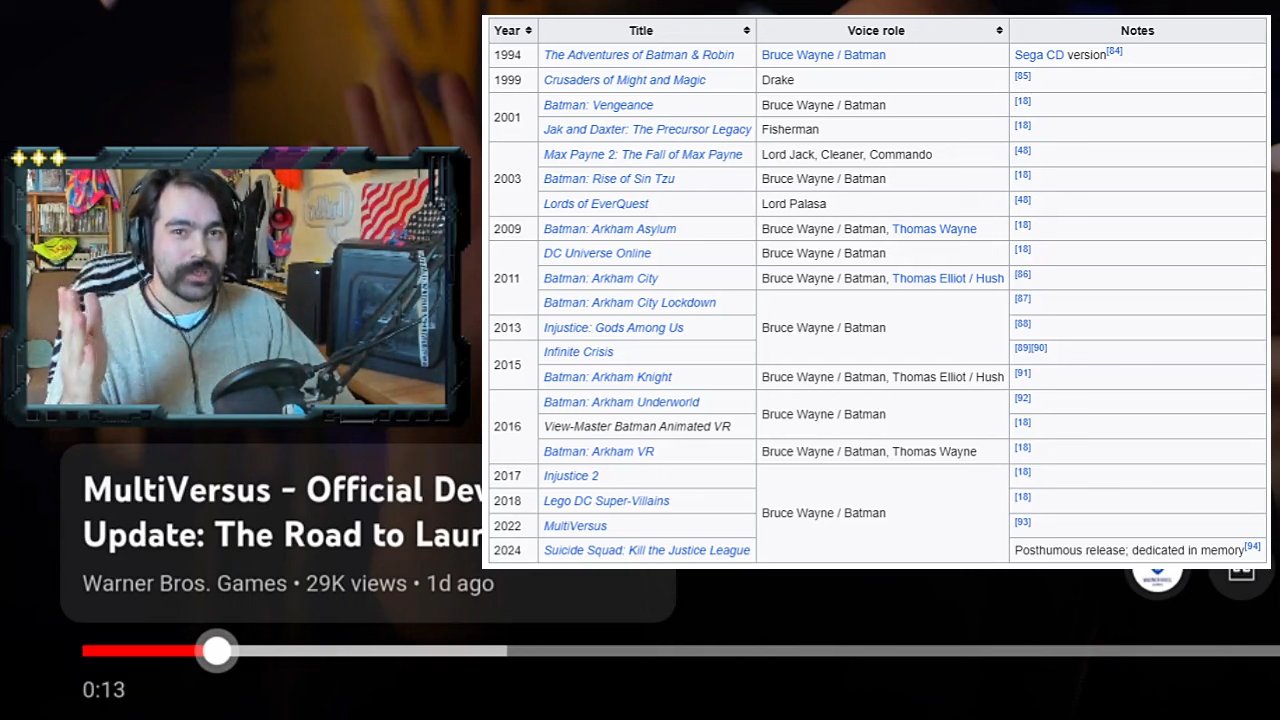 Year Title Voice role Notes
1994 The Adventures of Batman & Robin Bruce Wayne / Batman Sega CD version[84]
1999 Crusaders of Might and Magic Drake [85]
2001 Batman: Vengeance Bruce Wayne / Batman [18]
Jak and Daxter: The Precursor Legacy Fisherman [18]
2003 Max Payne 2: The Fall of Max Payne Lord Jack, Cleaner, Commando [48]
Batman: Rise of Sin Tzu Bruce Wayne / Batman [18]
Lords of EverQuest Lord Palasa [48]
2009 Batman: Arkham Asylum Bruce Wayne / Batman, Thomas Wayne [18]
2011 DC Universe Online Bruce Wayne / Batman [18]
Batman: Arkham City Bruce Wayne / Batman, Thomas Elliot / Hush [86]
Batman: Arkham City Lockdown Bruce Wayne / Batman [87]
2013 Injustice: Gods Among Us [88]
2015 Infinite Crisis [89][90]
Batman: Arkham Knight Bruce Wayne / Batman, Thomas Elliot / Hush [91]
2016 Batman: Arkham Underworld Bruce Wayne / Batman [92]
View-Master Batman Animated VR [18]
Batman: Arkham VR Bruce Wayne / Batman, Thomas Wayne [18]
2017 Injustice 2 Bruce Wayne / Batman [18]
2018 Lego DC Super-Villains [18]
2022 MultiVersus [93]
2024 Suicide Squad: Kill the Justice League Posthumous release; dedicated in memory[94]
MultiVersus - Official Dev
Update: The Road to Laun
Warner Bros. Games • 29K views • 1d ago
0:13